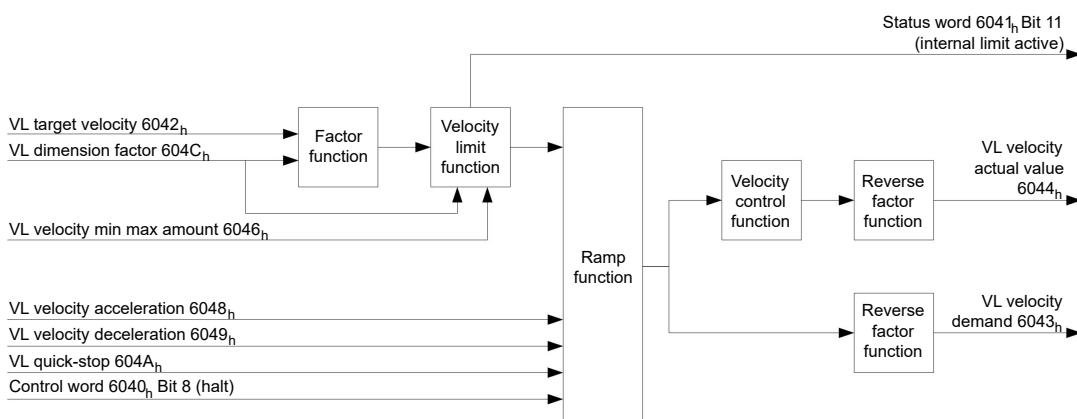 Status word 6041h Bit 11
(internal limit active)
VL target velocity 6042h
VL dimension factor 604Ch
Factor
function
Velocity
limit
function
VL velocity min max amount 6046h
Ramp
function
Velocity
control
function
Reverse
factor
function
VL velocity
actual value
6044h
VL velocity acceleration 6048h
VL velocity deceleration 6049h
VL quick-stop 604Ah
Control word 6040h Bit 8 (halt)
Reverse
factor
function
VL velocity
demand 6043h